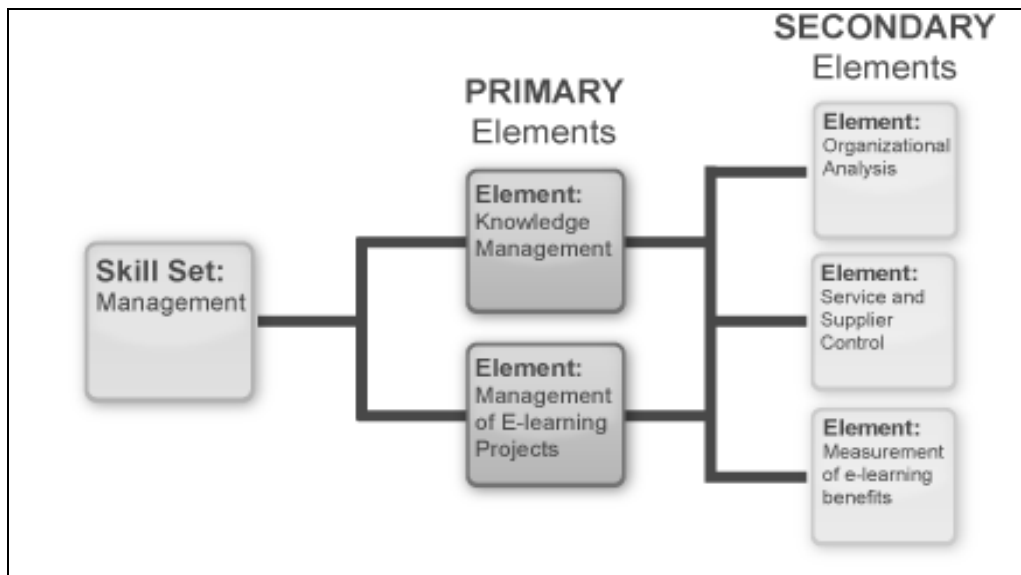 SECONDARY
Elements
PRIMARY
Elements
Skill Set:
Management
Element:
Knowledge
Management
Element:
Management
of E-learning
Projects
Element:
Organizational
Analysis
Element:
Service and
Supplier
Control
Element:
Measurement
of e-learning
benefits